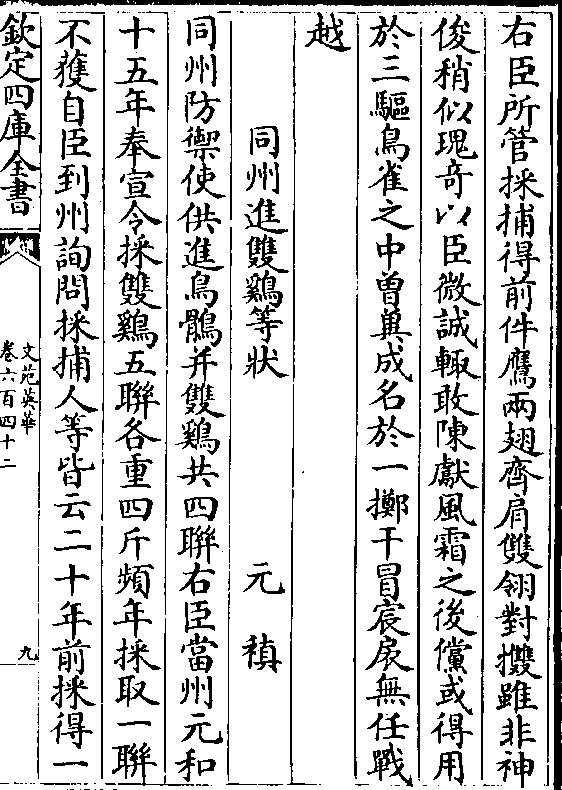 右臣所管採捕得前件鷹兩翅齊肩雙翎對攫雖非神
俊稍似瑰奇以臣微誠輙敢陳獻風霜之後儻或得用
於三驅鳥雀之中曾兾成名於一擲干冒宸扆無任戰
越
同州進雙鷄等狀 元稹
同州防禦使供進鳥鶻并雙鷄共四聯右臣當州元和
十五年奉宣令採雙鷄五聯各重四斤頻年採取一聯
不獲自臣到州詢問採捕人等皆云二十年前採得一
欽定四庫全書
文苑英華
卷六百四十二
九